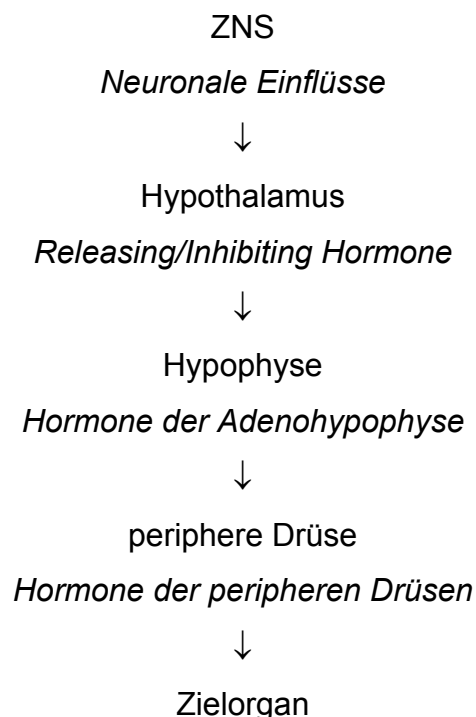 ZNS
Neuronale Einflüsse
↓
Hypothalamus
Releasing/Inhibiting Hormone
↓
Hypophyse
Hormone der Adenohypophyse
↓
periphere Drüse
Hormone der peripheren Drüsen
↓
Zielorgan